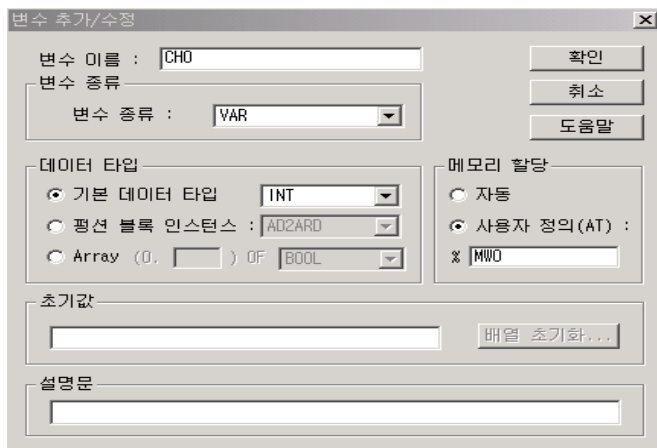 변수 추가/수정
변수 이름 : CH0
확인
변수 종류
취소
변수 종류 : VAR
도움말
데이터 타입
기본 데이터 타입 INT
펑션 블록 인스턴스 : AD2ARD
Array (0. ) OF BOOL
메모리 할당
자동
사용자 정의(AT) :
% MW0
초기값
배열 초기화...
설명문